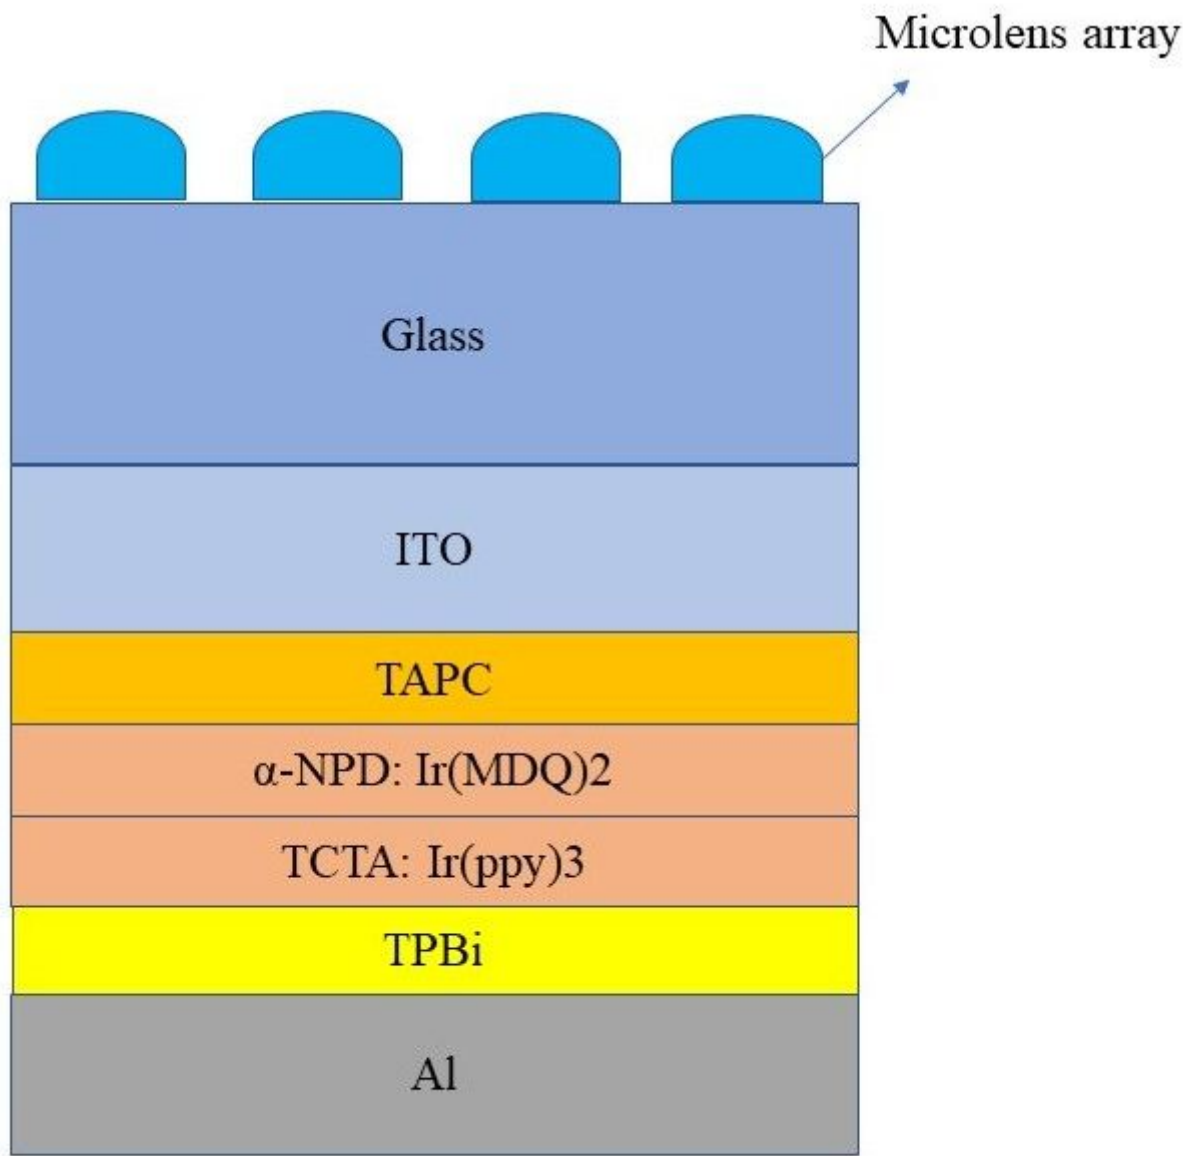 Microlens array
Glass
ITO
TAPC
α-NPD: Ir(MDQ)2
TCTA: Ir(ppy)3
TPBi
Al